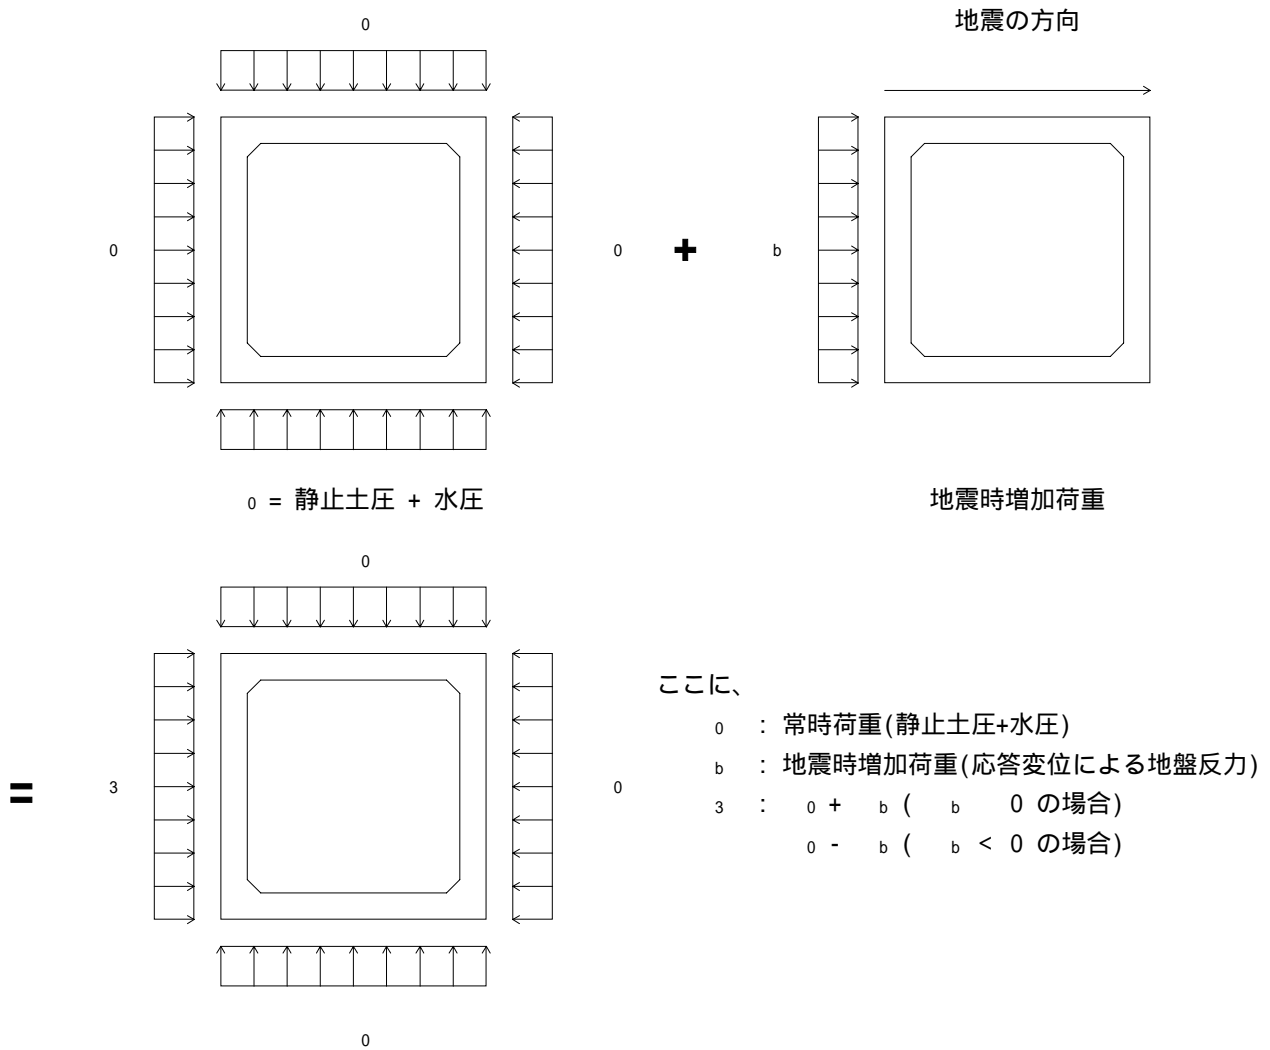 0
地震の方向
0
0
+
b
0 = 静止土圧 + 水圧
地震時増加荷重
0
=
3
0
ここに、
0 : 常時荷重(静止土圧+水圧)
b : 地震時増加荷重(応答変位による地盤反力)
3 : 0 + b ( b 0 の場合)
0 - b ( b < 0 の場合)
0